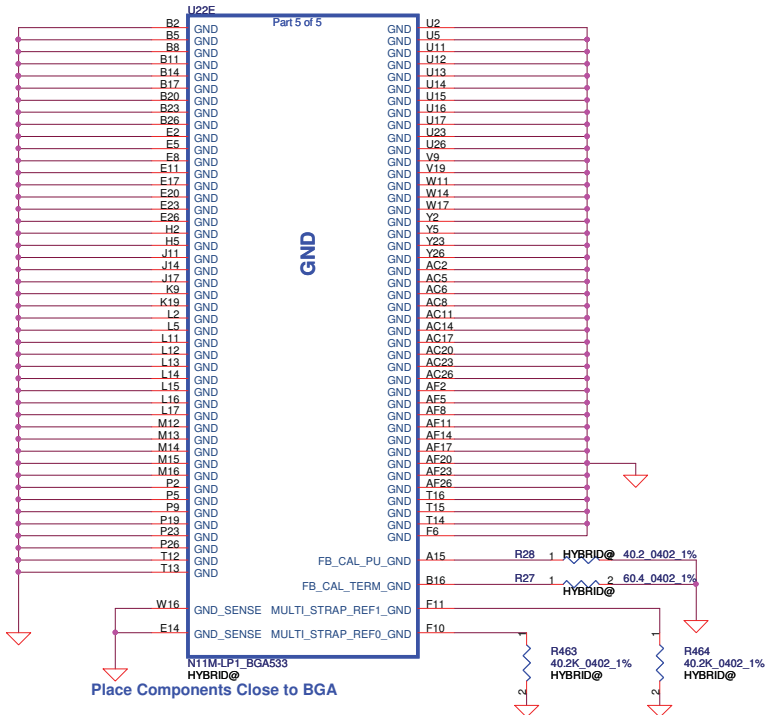 U22E
Part 5 of 5
B2 GND GND U2
B5 GND GND U5
B8 GND GND U11
B11 GND GND U12
B14 GND GND U13
B17 GND GND U14
B20 GND GND U15
B23 GND GND U16
B26 GND GND U17
E2 GND GND U23
E5 GND GND U26
E8 GND GND V9
E11 GND GND V19
E17 GND GND W11
E20 GND GND W14
E23 GND GND W17
E26 GND GND Y2
H2 GND GND Y5
H5 GND GND Y23
J11 GND GND Y26
J14 GND GND AC2
J17 GND GND AC5
K9 GND GND AC6
K19 GND GND AC8
L2 GND GND AC11
L5 GND GND AC14
L11 GND GND AC17
L12 GND GND AC20
L13 GND GND AC23
L14 GND GND AC26
L15 GND GND AF2
L16 GND GND AF5
L17 GND GND AF8
M12 GND GND AF11
M13 GND GND AF14
M14 GND GND AF17
M15 GND GND AF20
M16 GND GND AF23
P2 GND GND AF26
P5 GND GND T16
P9 GND GND T15
P19 GND GND T14
P23 GND GND F6
P26 GND
T12 GND FB_CAL_PU_GND A15 R28 1 HYBRID@ 2 40.2_0402_1%
T13 GND FB_CAL_TERM_GND B16 R27 1 HYBRID@ 2 60.4_0402_1%
GND
W16 GND_SENSE MULTI_STRAP_REF1_GND F11
E14 GND_SENSE MULTI_STRAP_REF0_GND F10
1 R463
40.2K_0402_1%
HYBRID@
2
1 R464
40.2K_0402_1%
HYBRID@
2
N11M-LP1_BGA533
HYBRID@
Place Components Close to BGA